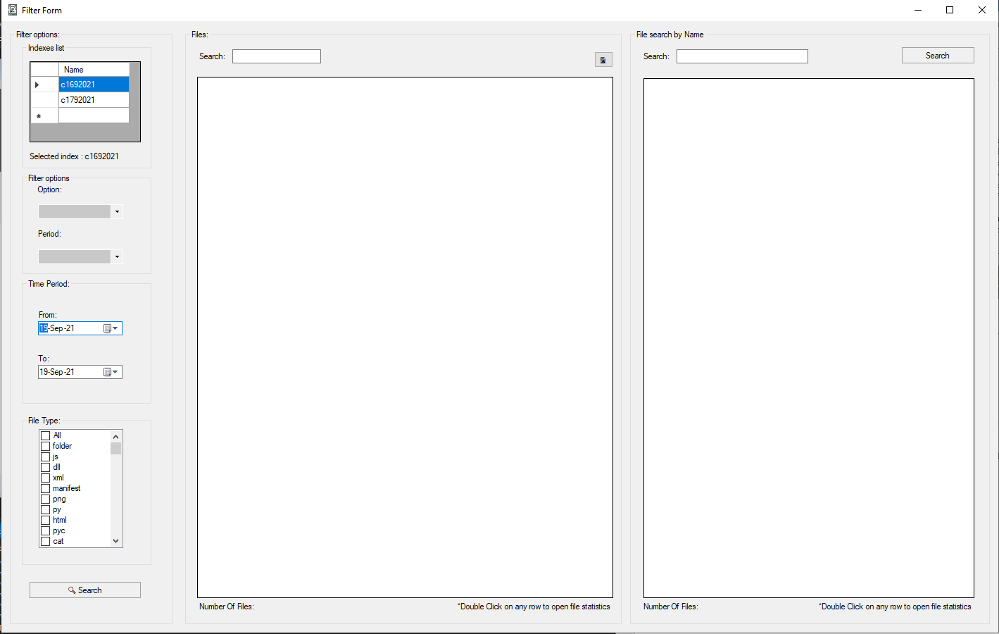 Filter Form
Filter options:
Indexes list
Name
c1692021
c1792021
Selected index : c1692021
Filter options
Option:
Period:
Time Period:
From:
19-Sep-21
To:
19-Sep-21
File Type:
All
folder
js
dll
xml
manifest
png
py
html
pyc
cat
Search
Files:
Search:
Number Of Files:
*Double Click on any row to open file statistics
File search by Name
Search:
Search
Number Of Files:
*Double Click on any row to open file statistics